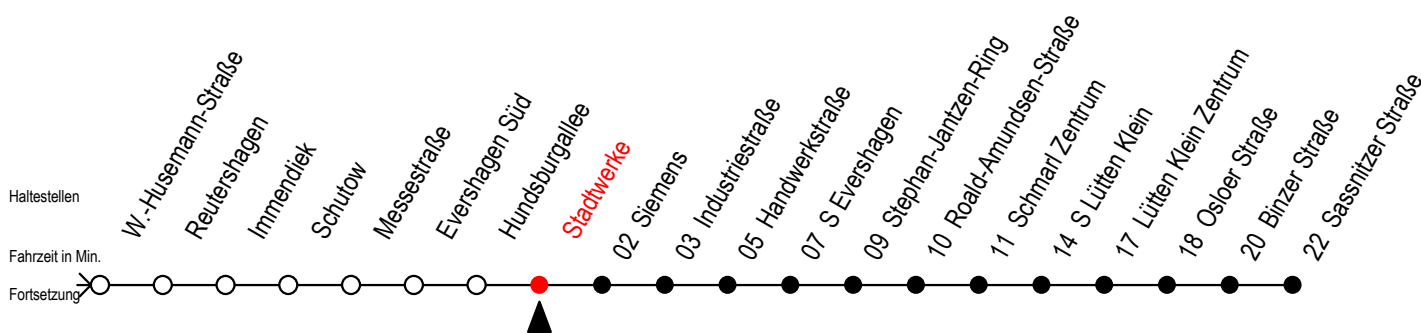 Haltestellen
Fahrzeit in Min.
Fortsetzung
W.-Husemann-Straße
Reutershagen
Immendiek
Schutow
Messestraße
Evershagen Süd
Hundsburgallee
Stadtwerke
02 Siemens
03 Industriestraße
05 Handwerkstraße
07 S Evershagen
09 Stephan-Jantzen-Ring
10 Roald-Amundsen-Straße
11 Schmarl Zentrum
14 S Lütten Klein
17 Lütten Klein Zentrum
18 Osloer Straße
20 Binzer Straße
22 Sassnitzer Straße